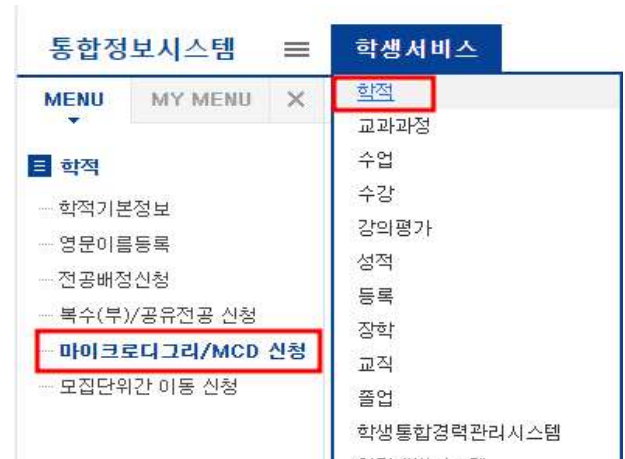 통합정보시스템
학생서비스
MENU
MY MENU
학적
학적기본정보
영문이름등록
전공배정신청
복수(부)/공유전공 신청
마이크로디그리/MCD 신청
모집단위간 이동 신청
학적
교과과정
수업
수강
강의평가
성적
등록
장학
교직
졸업
학생통합경력관리시스템